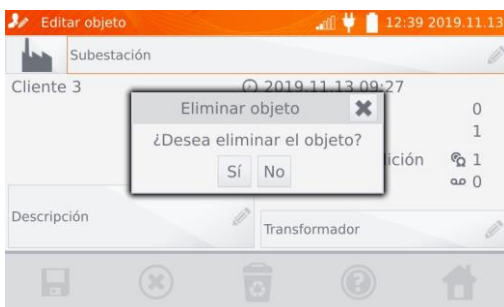 Editar objeto
12:39 2019.11.13
Subestación
Cliente 3
2019.11.13 09:27
0
Eliminar objeto
1
¿Desea eliminar el objeto?
ición
1
Sí No
0
Descripción
Transformador